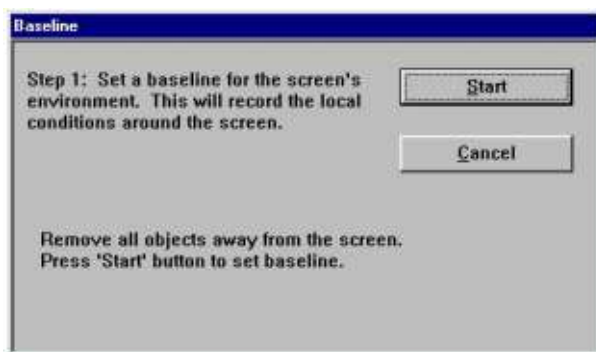 Baseline
Step 1: Set a baseline for the screen's
environment. This will record the local
conditions around the screen.
Start
Cancel
Remove all objects away from the screen.
Press 'Start' button to set baseline.